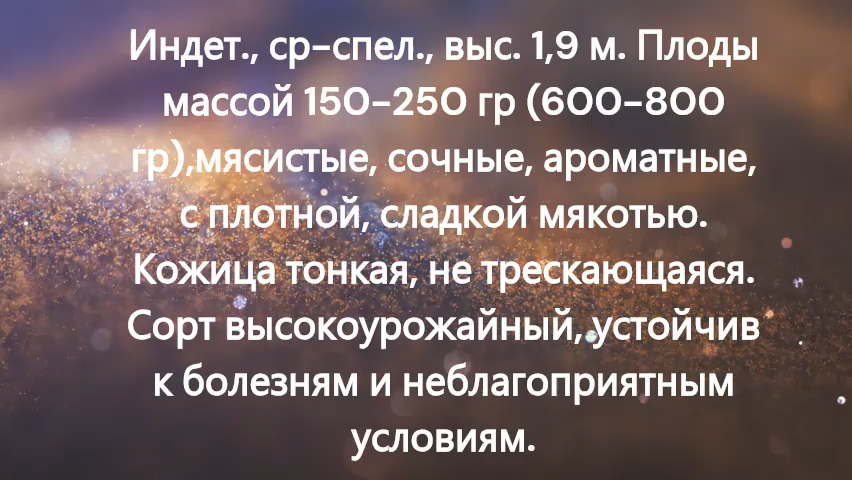 Индет., ср-спел., выс. 1,9 м. Плоды
массой 150-250 гр (600-800
гр),мясистые, сочные, ароматные,
с плотной, сладкой мякотью.
Кожица тонкая, не трескающаяся.
Сорт высокоурожайный, устойчив
к болезням и неблагоприятным
условиям.